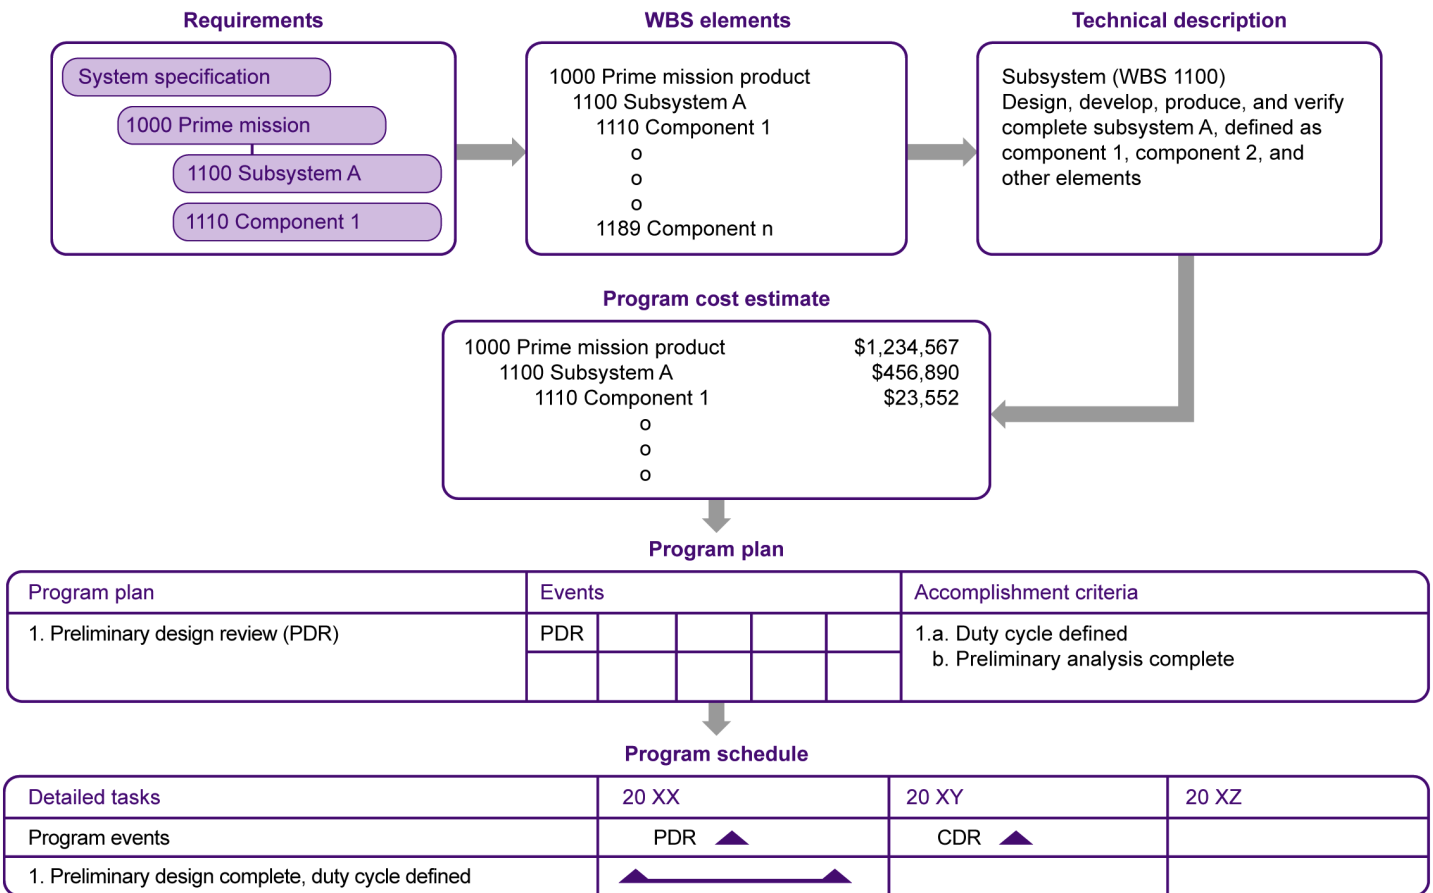 Requirements
System specification
1000 Prime mission
1100 Subsystem A
1110 Component 1
WBS elements
1000 Prime mission product
1100 Subsystem A
1110 Component 1
o
o
o
1189 Component n
Technical description
Subsystem (WBS 1100)
Design, develop, produce, and verify
complete subsystem A, defined as
component 1, component 2, and
other elements
Program cost estimate
1000 Prime mission product $1,234,567
1100 Subsystem A $456,890
1110 Component 1 $23,552
o
o
o
Program plan
Program plan Events Accomplishment criteria
1. Preliminary design review (PDR) PDR 1.a. Duty cycle defined
b. Preliminary analysis complete
Program schedule
Detailed tasks 20 XX 20 XY 20 XZ
Program events PDR CDR
1. Preliminary design complete, duty cycle defined